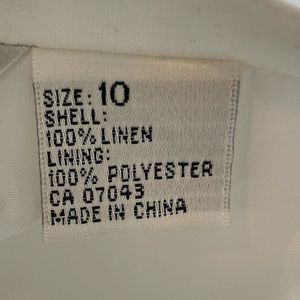 SIZE: 10
SHELL:
100% LINEN
LINING:
100% POLYESTER
CA 07043
MADE IN CHINA